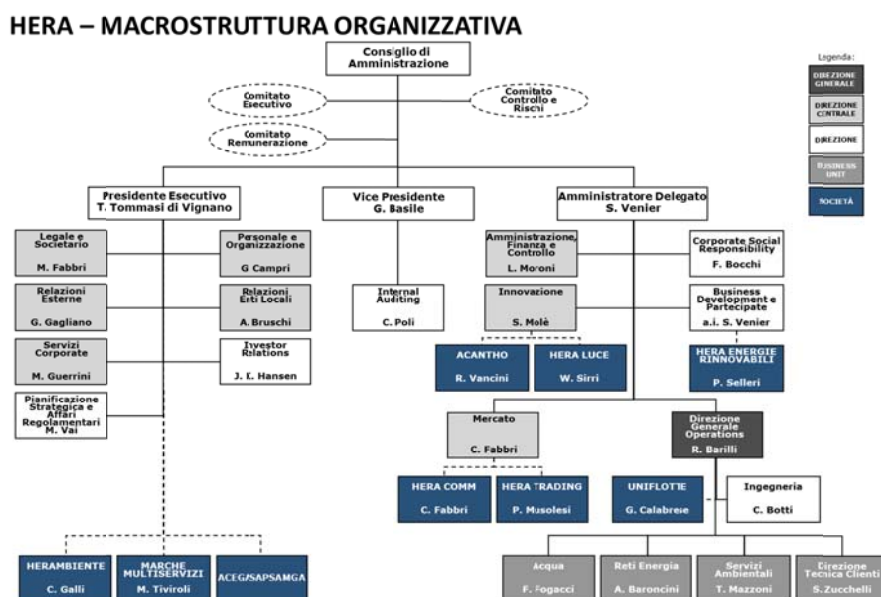 HERA – MACROSTRUTTURA ORGANIZZATIVA
Consiglio di
Amministrazione
Legenda:
DIREZIONE
GENERALE
DIREZIONE
CENTRALE
DIREZIONE
BUSINESS
UNIT
SOCIETÀ
Comitato
Esecutivo
Comitato
Controllo e
Rischi
Comitato
Remunerazione
Presidente Esecutivo
T. Tommasi di Vignano
Vice Presidente
G. Basile
Amministratore Delegato
S. Venier
Legale e
Societario
M. Fabbri
Personale e
Organizzazione
G Campri
Amministrazione,
Finanza e
Controllo
L. Moroni
Corporate Social
Responsibility
F. Bocchi
Relazioni
Esterne
G. Gagliano
Relazioni
Enti Locali
A. Bruschi
Internal
Auditing
C. Poli
Innovazione
S. Molè
Business
Development e
Partecipate
a.i. S. Venier
Servizi
Corporate
M. Guerrini
Investor
Relations
J. K. Hansen
ACANTHO
R. Vancini
HERA LUCE
W. Sirri
HERA ENERGIE
RINNOVABILI
P. Selleri
Pianificazione
Strategica e
Affari
Regolamentari
M. Vai
Mercato
C. Fabbri
Direzione
Generale
Operations
R. Barilli
HERA COMM
C. Fabbri
HERA TRADING
P. Musolesi
UNIFLOTTE
G. Calabrese
Ingegneria
C. Botti
HERAMBIENTE
C. Galli
MARCHE
MULTISERVIZI
M. Tiviroli
ACEGAS/APSAMGA
Acqua
F. Fogacci
Reti Energia
A. Baroncini
Servizi
Ambientali
T. Mazzoni
Direzione
Tecnica Clienti
S.Zucchelli